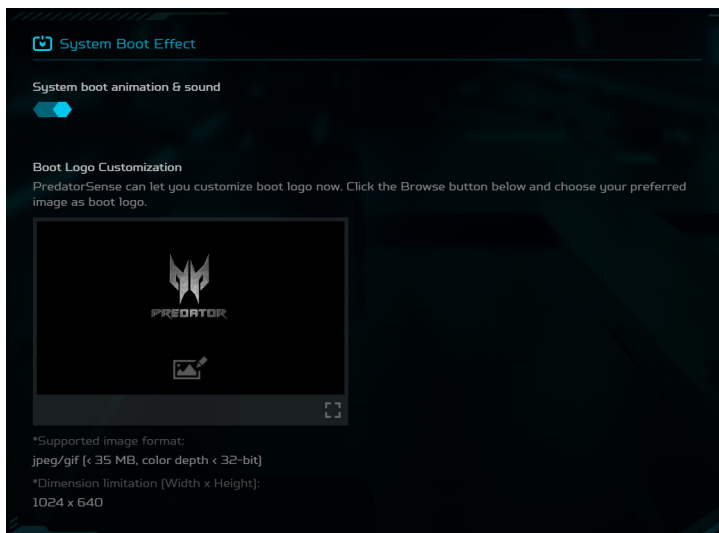 System Boot Effect
System boot animation & sound
Boot Logo Customization
PredatorSense can let you customize boot logo now. Click the Browse button below and choose your preferred
image as boot logo.
PREDATOR
*Supported image format:
jpeg/gif (< 35 MB, color depth < 32-bit)
*Dimension limitation (Width x Height):
1024 x 640